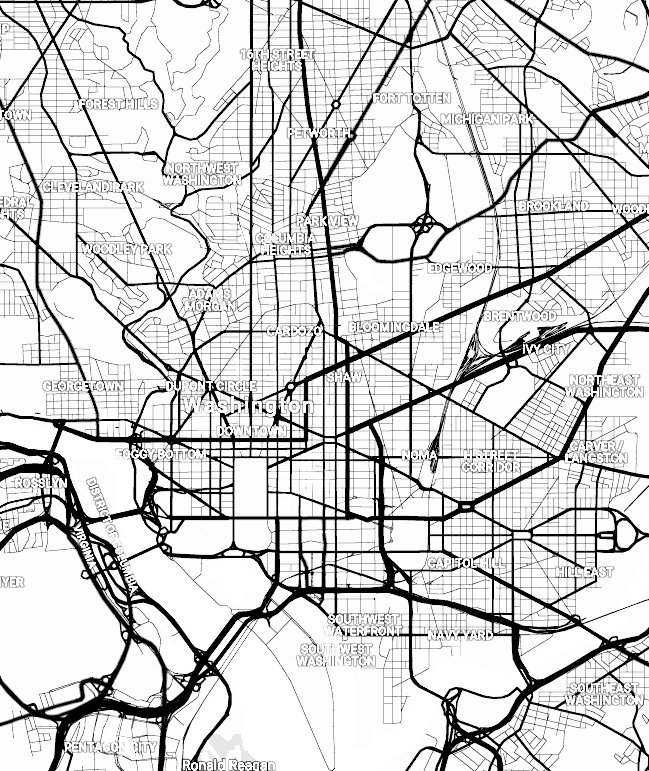 16TH STREET
HEIGHTS
FOREST HILLS
FORT TOTTEN
TOWN
MICHIGAN PARK
PETWORTH
NORTHWEST
WASHINGTON
CLEVELAND PARK
BROOKLAND
PARK VIEW
COLUMBIA
HEIGHTS
WOODLEY PARK
EDGEWOOD
ADAMS
MORGAN
BRENTWOOD
CARDOZO
BLOOMINGDALE
IVY CITY
SHAW
GEORGETOWN
DUPONT CIRCLE
NORTHEAST
WASHINGTON
Washington
DOWNTOWN
FOGGY BOTTOM
NOMA
H STREET
CORRIDOR
CARVER /
LANGSTON
ROSSLYN
DISTRICT OF COLUMBIA
VIRGINIA
CAPITOL HILL
HILL EAST
SOUTHWEST
WATERFRONT
NAVY YARD
SOUTHWEST
WASHINGTON
SOUTHEAST
WASHINGTON
PENTAGON CITY
Ronald Reagan